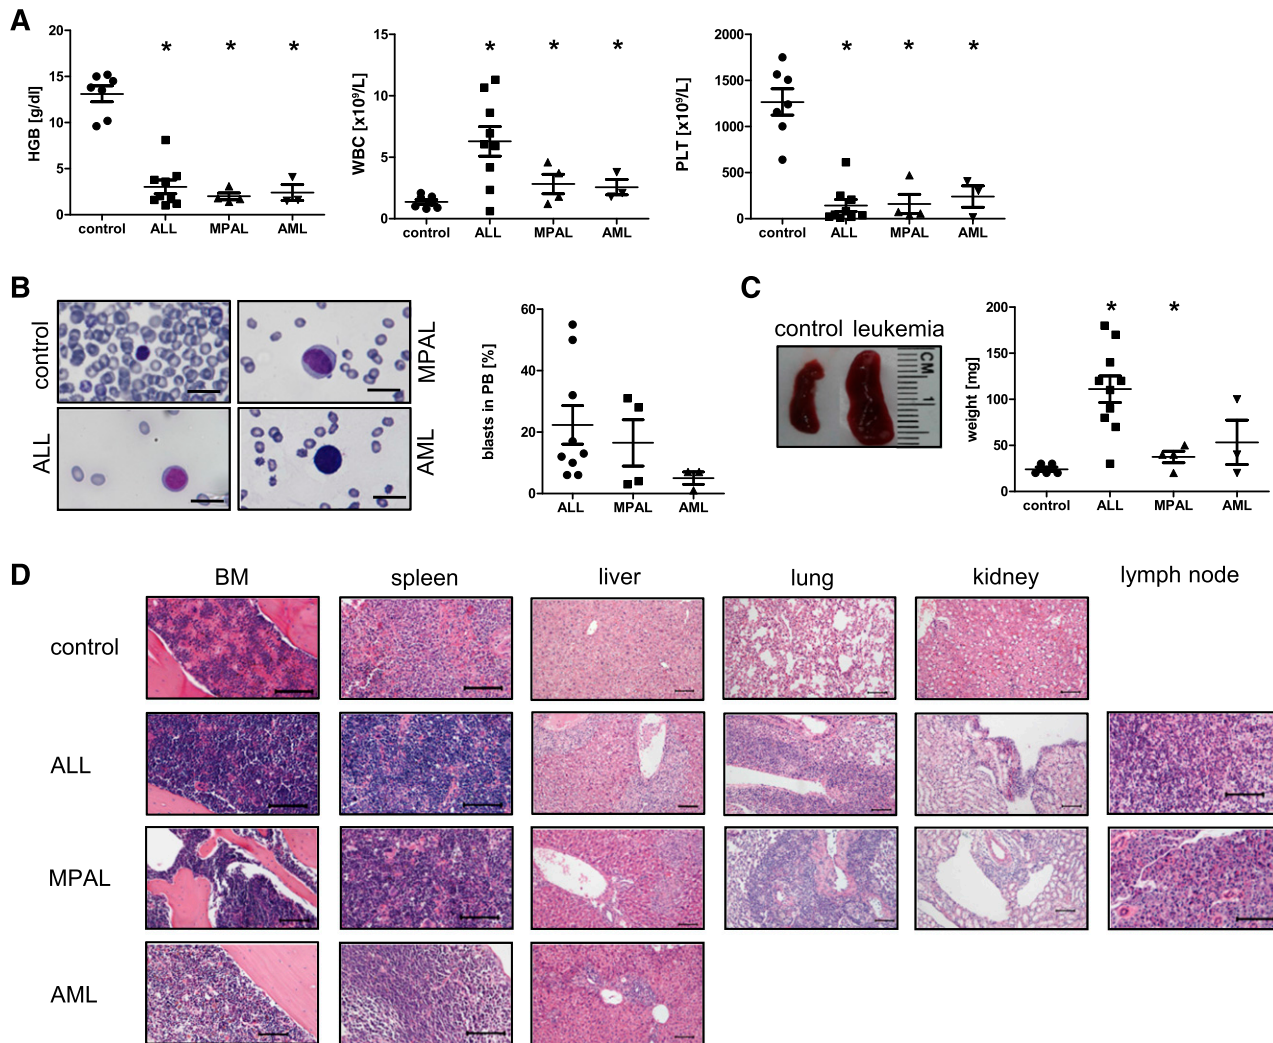 A
HGB [g/dl]
20
15
10
5
0
* * *
control ALL MPAL AML
WBC [x10⁹/L]
15
10
5
0
* * *
control ALL MPAL AML
PLT [x10⁹/L]
2000
1500
1000
500
0
* * *
control ALL MPAL AML
B
control
MPAL
ALL
AML
blasts in PB [%]
60
40
20
0
ALL MPAL AML
C
control leukemia
CM
1
weight [mg]
200
150
100
50
0
* *
control ALL MPAL AML
D
BM spleen liver lung kidney lymph node
control
ALL
MPAL
AML